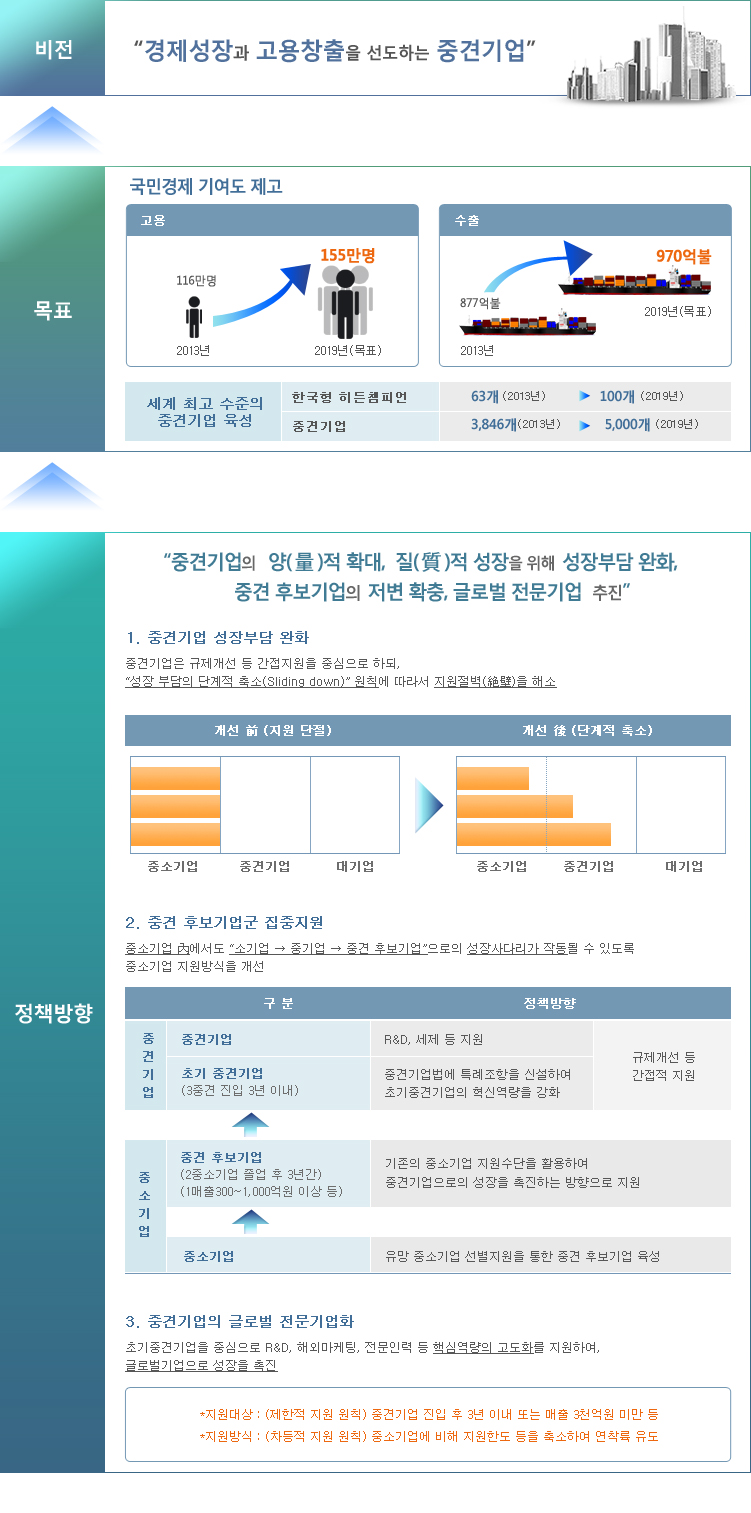 비전
“경제성장과 고용창출을 선도하는 중견기업”
목표
국민경제 기여도 제고
고용
수출
116만명
155만명
2013년
2019년(목표)
877억불
970억불
2013년
2019년(목표)
세계 최고 수준의
중견기업 육성
한국형 히든챔피언
63개 (2013년)
100개 (2019년)
중견기업
3,846개(2013년)
5,000개 (2019년)
정책방향
“중견기업의 양(量)적 확대, 질(質)적 성장을 위해 성장부담 완화,
중견 후보기업의 저변 확충, 글로벌 전문기업 추진”
1. 중견기업 성장부담 완화
중견기업은 규제개선 등 간접지원을 중심으로 하되,
“성장 부담의 단계적 축소(Sliding down)” 원칙에 따라서 지원절벽(絶壁)을 해소
개선 前 (지원 단절)
개선 後 (단계적 축소)
중소기업 중견기업 대기업
중소기업 중견기업 대기업
2. 중견 후보기업군 집중지원
중소기업 內에서도 “소기업 → 중기업 → 중견 후보기업”으로의 성장사다리가 작동될 수 있도록
중소기업 지원방식을 개선
구 분
정책방향
중견기업
중견기업
R&D, 세제 등 지원
규제개선 등
간접적 지원
초기 중견기업
(3중견 진입 3년 이내)
중견기업법에 특례조항을 신설하여
초기중견기업의 혁신역량을 강화
중소기업
중견 후보기업
(2중소기업 졸업 후 3년간)
(1매출300~1,000억원 이상 등)
기존의 중소기업 지원수단을 활용하여
중견기업으로의 성장을 촉진하는 방향으로 지원
중소기업
유망 중소기업 선별지원을 통한 중견 후보기업 육성
3. 중견기업의 글로벌 전문기업화
초기중견기업을 중심으로 R&D, 해외마케팅, 전문인력 등 핵심역량의 고도화를 지원하여,
글로벌기업으로 성장을 촉진
*지원대상 : (제한적 지원 원칙) 중견기업 진입 후 3년 이내 또는 매출 3천억원 미만 등
*지원방식 : (차등적 지원 원칙) 중소기업에 비해 지원한도 등을 축소하여 연착륙 유도